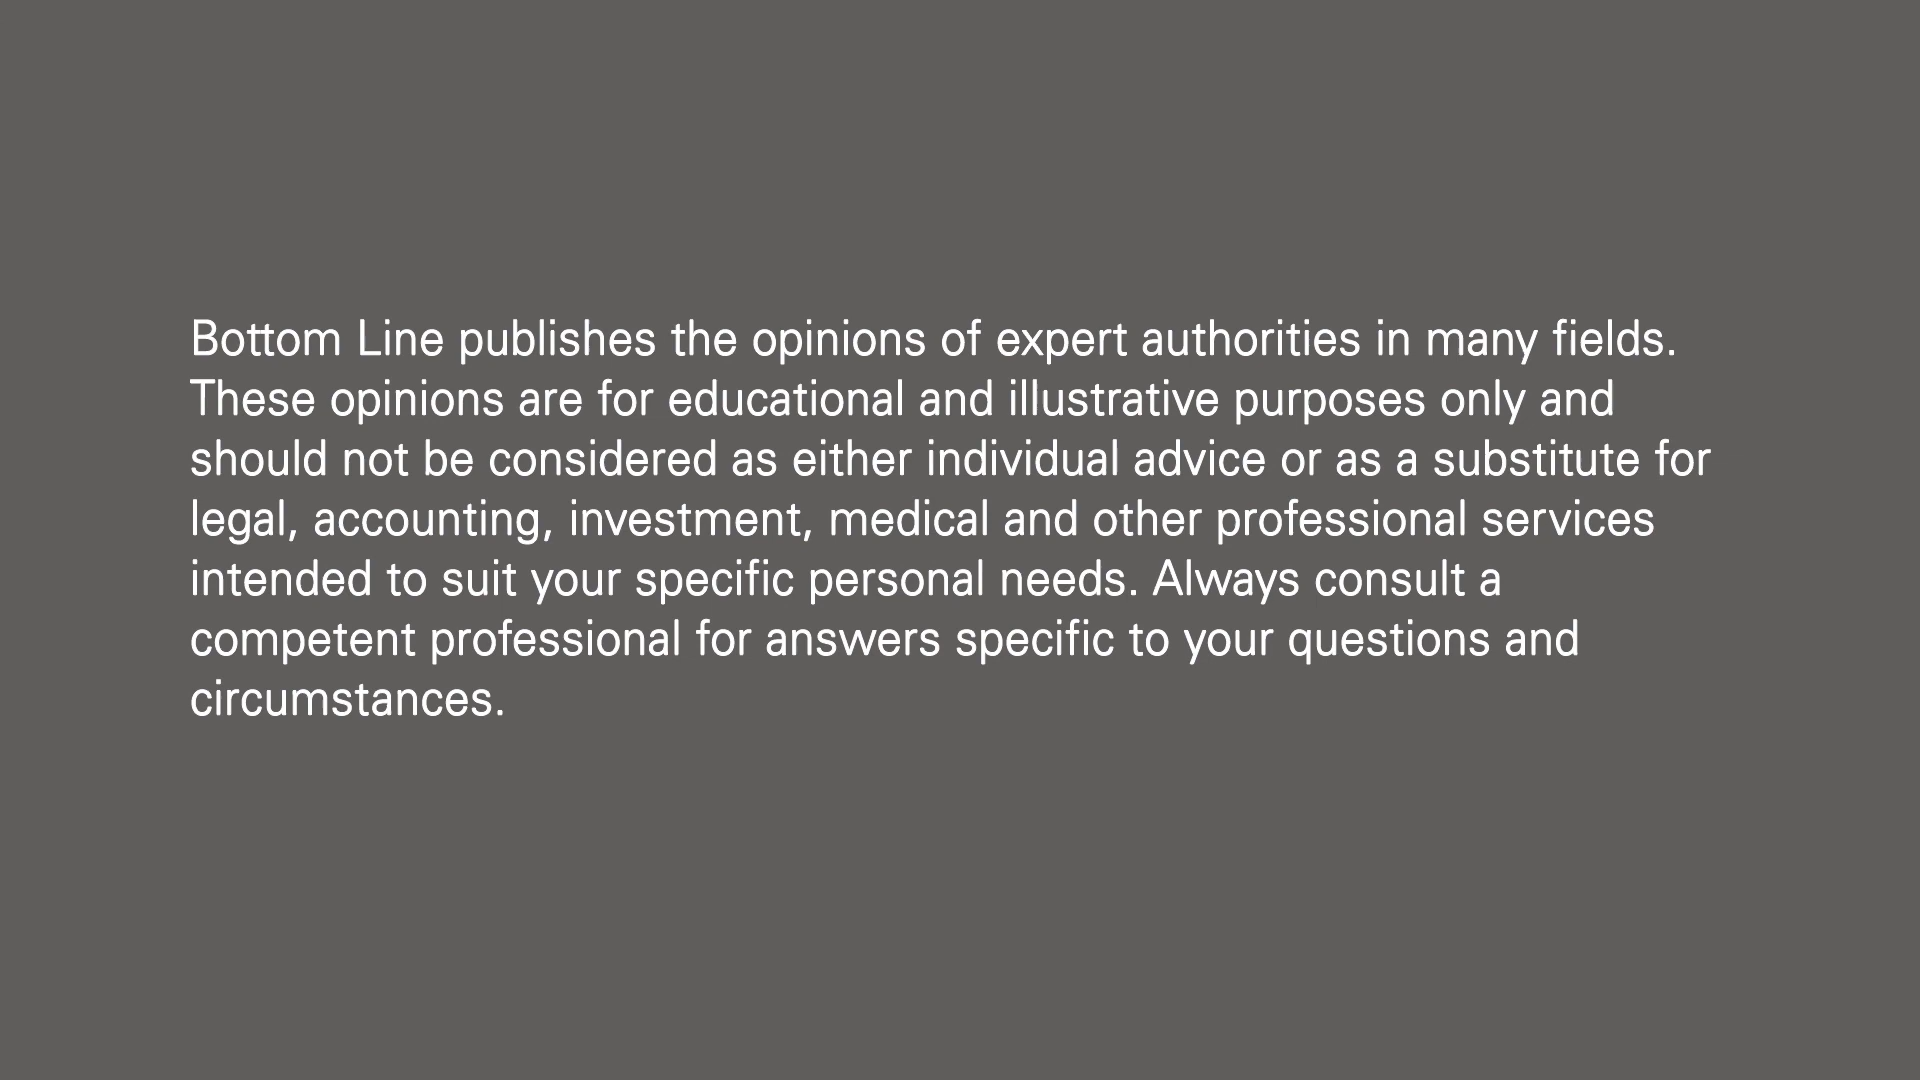 Bottom Line publishes the opinions of expert authorities in many fields.
These opinions are for educational and illustrative purposes only and
should not be considered as either individual advice or as a substitute for
legal, accounting, investment, medical and other professional services
intended to suit your specific personal needs. Always consult a
competent professional for answers specific to your questions and
circumstances.